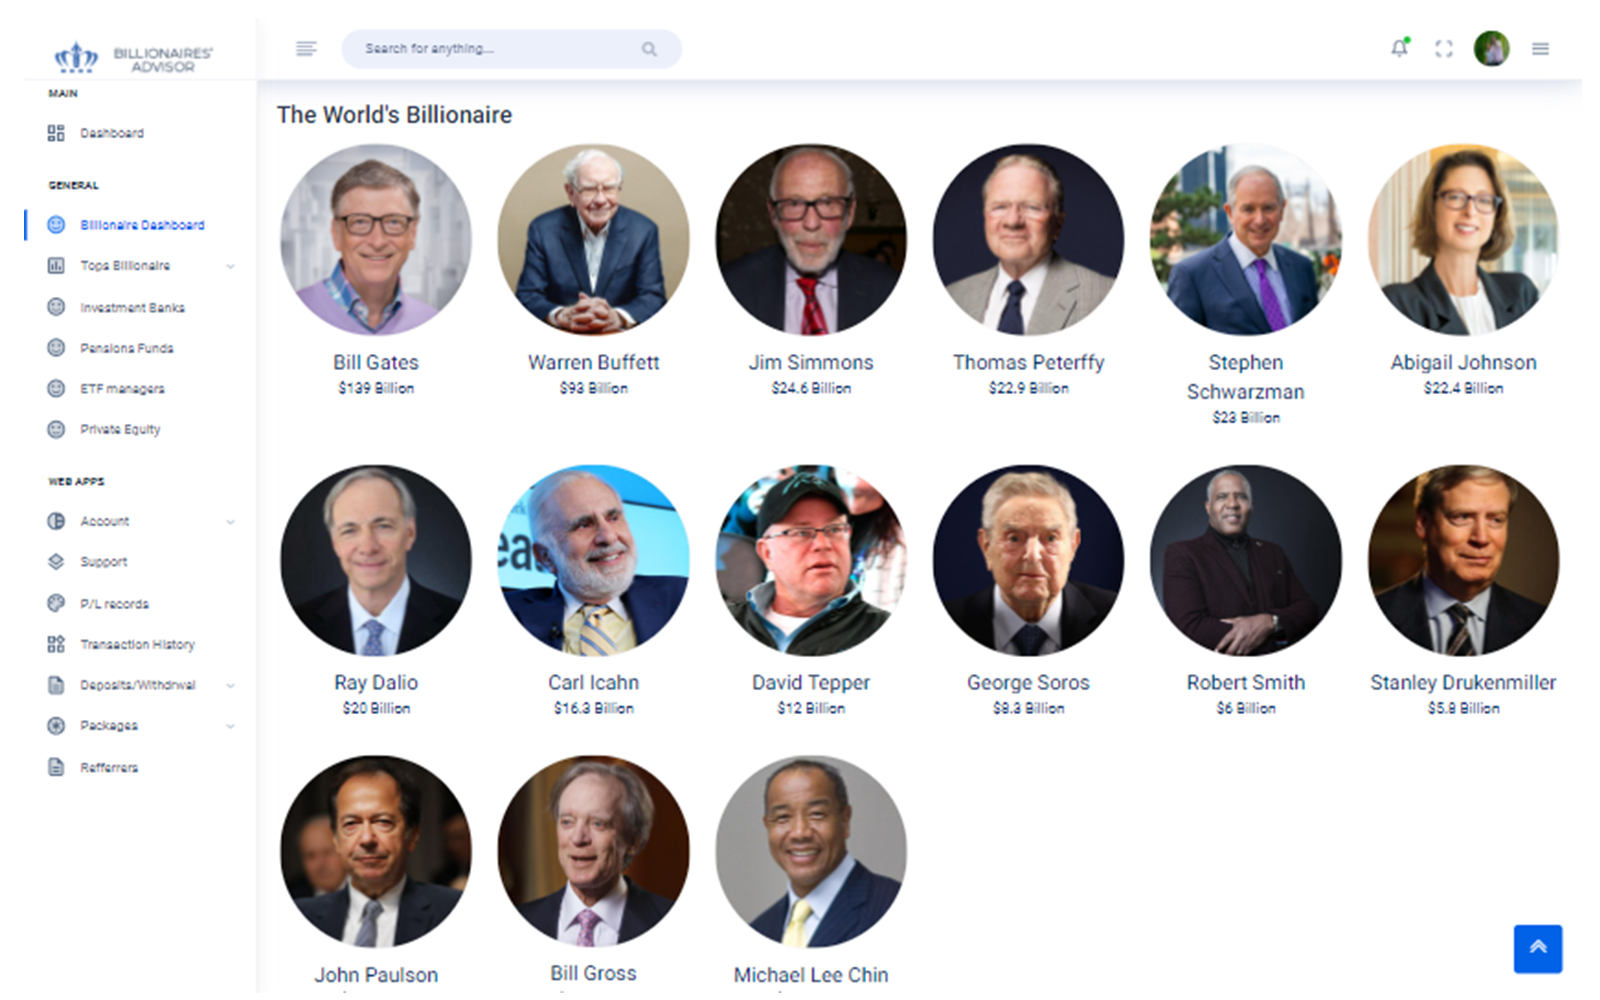 BILLIONAIRES'
ADVISOR
Search for anything...
MAIN
Dashboard
GENERAL
Billionaire Dashboard
Tops Billionaire
Investment Banks
Pensions Funds
ETF managers
Private Equity
WEB APPS
Account
Support
P/L records
Transaction History
Deposits/Withdrwal
Packages
Refferrers
The World's Billionaire
Bill Gates
$139 Billion
Warren Buffett
$93 Billion
Jim Simmons
$24.6 Billion
Thomas Peterffy
$22.9 Billion
Stephen
Schwarzman
$23 Billion
Abigail Johnson
$22.4 Billion
Ray Dalio
$20 Billion
Carl Icahn
$16.3 Billion
David Tepper
$12 Billion
George Soros
$8.3 Billion
Robert Smith
$6 Billion
Stanley Drukenmiller
$5.8 Billion
John Paulson
Bill Gross
Michael Lee Chin